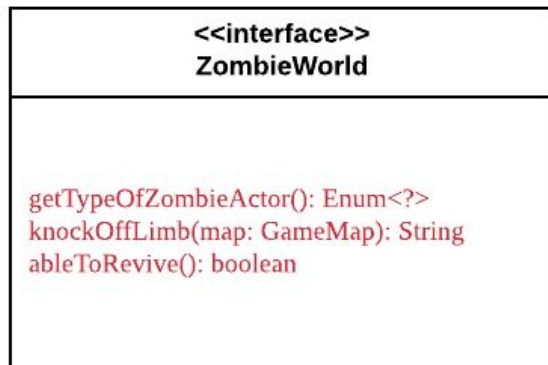 <<interface>>
ZombieWorld
getTypeOfZombieActor(): Enum<?>
knockOffLimb(map: GameMap): String
ableToRevive(): boolean